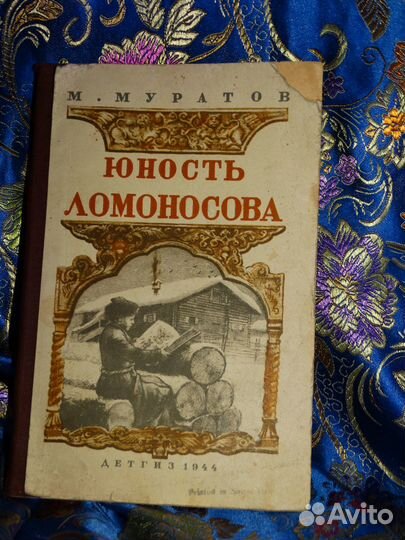 М. МУРАТОВ
ЮНОСТЬ
ЛОМОНОСОВА
ДЕТГИЗ 1944
Printed in
Avito